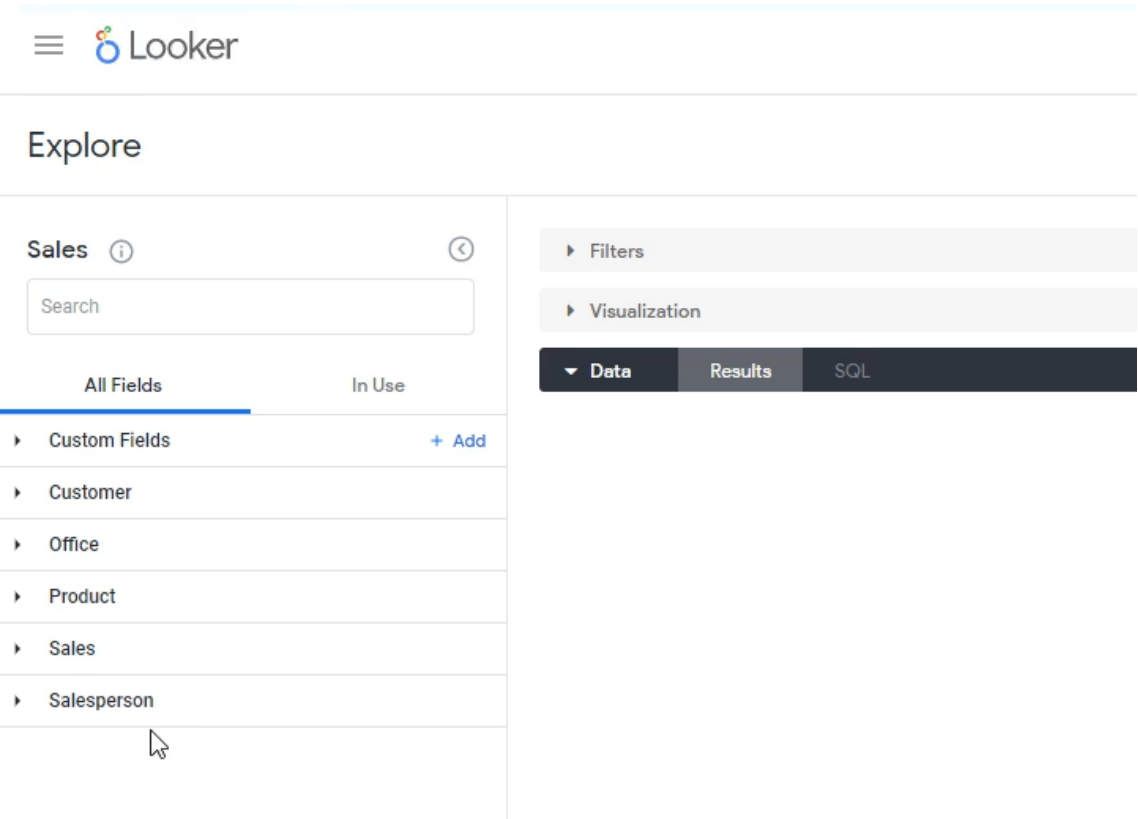 Looker
Explore
Sales
Search
All Fields In Use
Custom Fields + Add
Customer
Office
Product
Sales
Salesperson
Filters
Visualization
Data Results SQL